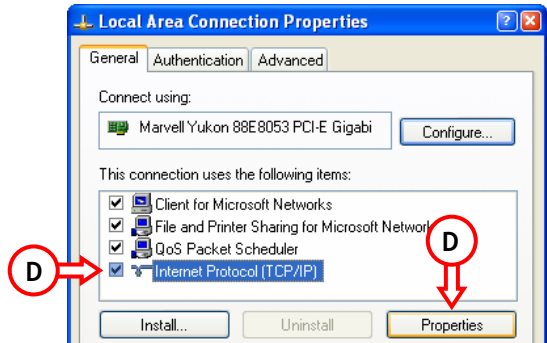 Local Area Connection Properties
General Authentication Advanced
Connect using:
Marvell Yukon 88E8053 PCI-E Gigabi Configure...
This connection uses the following items:
Client for Microsoft Networks
File and Printer Sharing for Microsoft Network
D
QoS Packet Scheduler
D
Internet Protocol (TCP/IP)
Install... Uninstall Properties